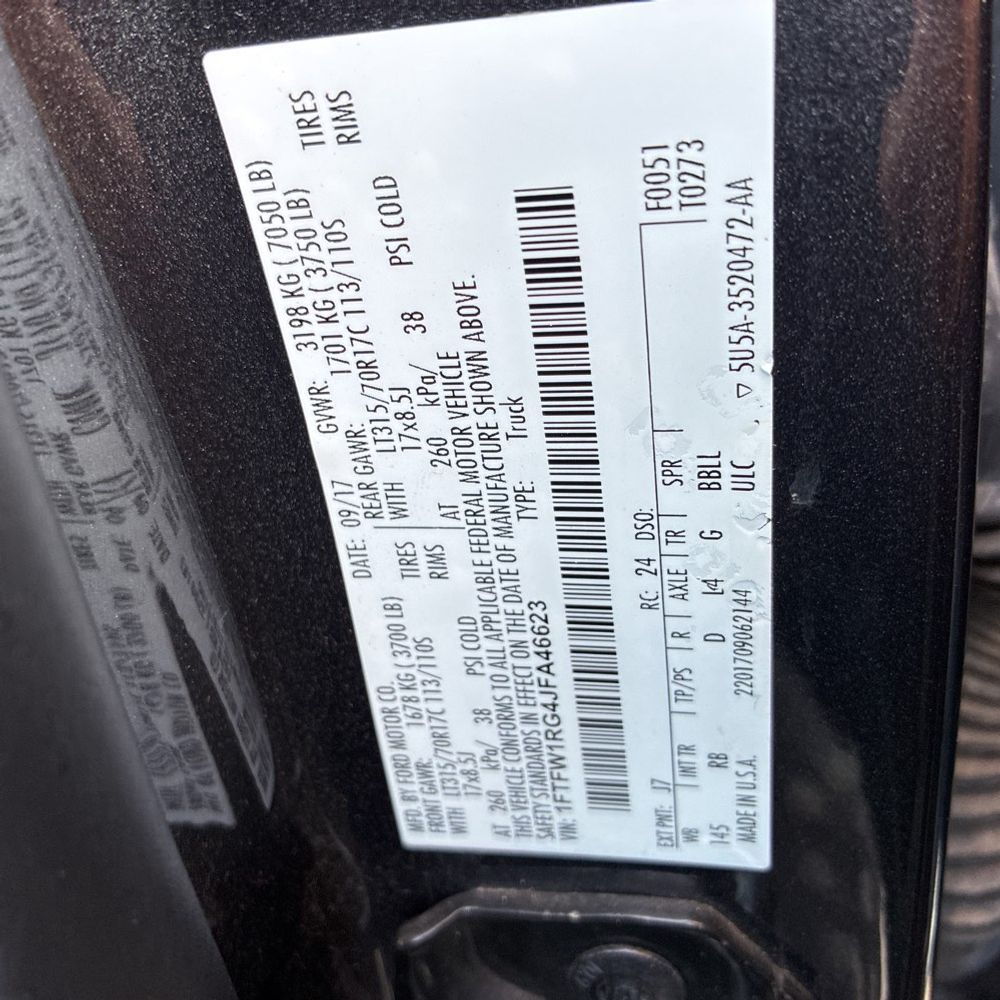 MFD. BY FORD MOTOR CO.
DATE: 09/17 GVWR: 3198 KG ( 7050 LB)
FRONT GAWR: 1678 KG ( 3700 LB)
REAR GAWR: 1701 KG ( 3750 LB)
WITH LT315/70R17C 113/110S TIRES
WITH LT315/70R17C 113/110S TIRES
17x8.5J RIMS
17x8.5J RIMS
AT 260 kPa/ 38 PSI COLD
AT 260 kPa/ 38 PSI COLD
THIS VEHICLE CONFORMS TO ALL APPLICABLE FEDERAL MOTOR VEHICLE
SAFETY STANDARDS IN EFFECT ON THE DATE OF MANUFACTURE SHOWN ABOVE.
VIN: 1FTFW1RG4JFA46623 TYPE: Truck
F0051
T0273
EXT PNT: J7 RC: 24 DSO:
WB INT TR TP/PS R AXLE TR SPR
145 RB D L4 G BBLL
MADE IN U.S.A. 2201709062144 ULC ▽ 5U5A-3520472-AA